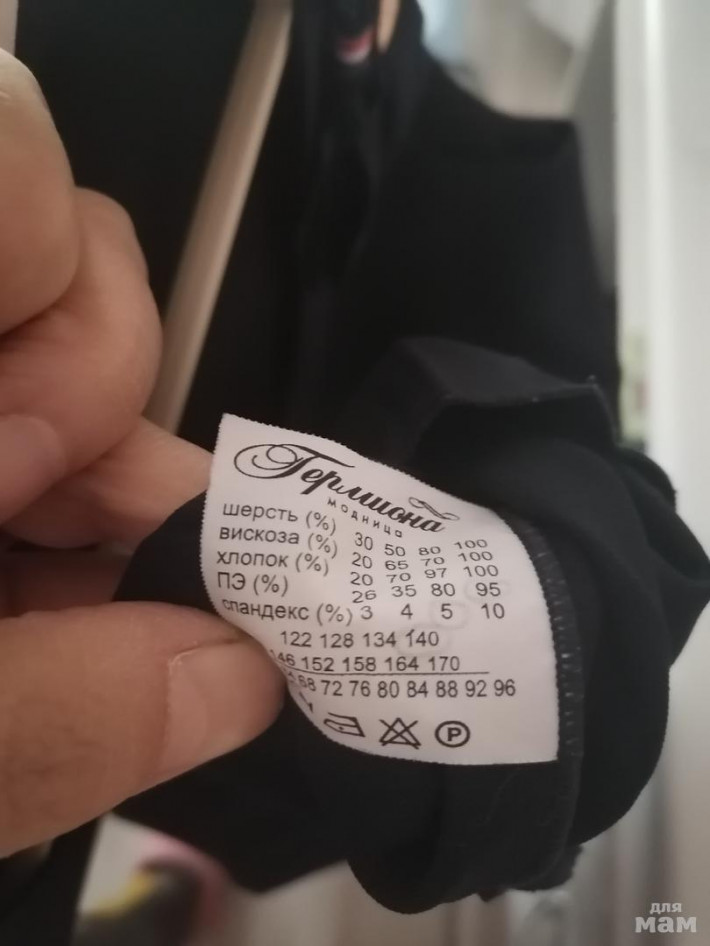 Гермиона
модница
шерсть (%) 30 50 80 100
вискоза (%) 20 65 70 100
хлопок (%) 20 70 97 100
ПЭ (%) 26 35 80 95
спандекс (%) 3 4 5 10
122 128 134 140
146 152 158 164 170
68 72 76 80 84 88 92 96
P
для
мам